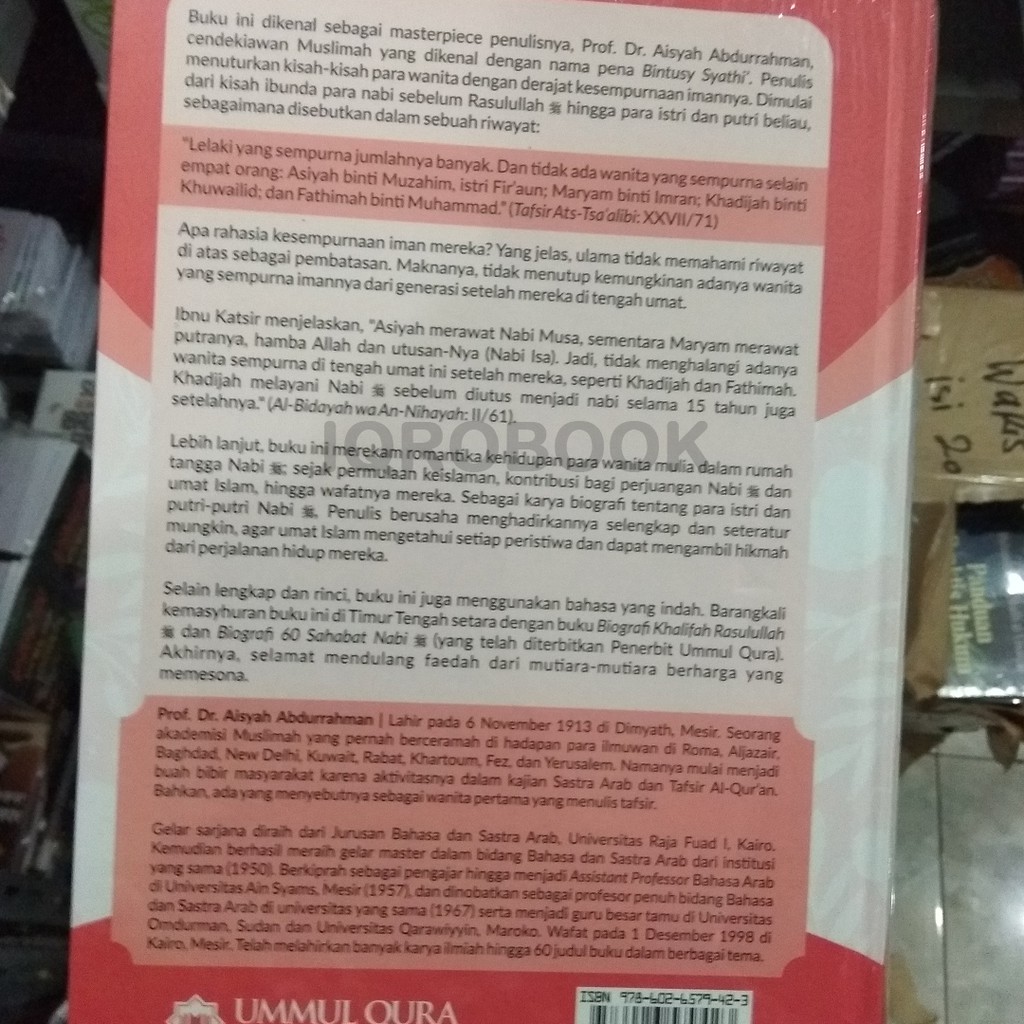 Buku ini dikenal sebagai masterpiece penulisnya, Prof. Dr. Aisyah Abdurrahman,
cendekiawan Muslimah yang dikenal dengan nama pena Bintusy Syathi'. Penulis
menuturkan kisah-kisah para wanita dengan derajat kesempurnaan imannya. Dimulai
dari kisah ibunda para nabi sebelum Rasulullah ﷺ hingga para istri dan putri beliau,
sebagaimana disebutkan dalam sebuah riwayat:
"Lelaki yang sempurna jumlahnya banyak. Dan tidak ada wanita yang sempurna selain
empat orang: Asiyah binti Muzahim, istri Fir'aun; Maryam binti Imran; Khadijah binti
Khuwailid; dan Fathimah binti Muhammad." (Tafsir Ats-Tsa'alibi: XXVII/71)
Apa rahasia kesempurnaan iman mereka? Yang jelas, ulama tidak memahami riwayat
di atas sebagai pembatasan. Maknanya, tidak menutup kemungkinan adanya wanita
yang sempurna imannya dari generasi setelah mereka di tengah umat.
Ibnu Katsir menjelaskan, "Asiyah merawat Nabi Musa, sementara Maryam merawat
putranya, hamba Allah dan utusan-Nya (Nabi Isa). Jadi, tidak menghalangi adanya
wanita sempurna di tengah umat ini setelah mereka, seperti Khadijah dan Fathimah.
Khadijah melayani Nabi ﷺ sebelum diutus menjadi nabi selama 15 tahun juga
setelahnya." (Al-Bidayah wa An-Nihayah: II/61).
IQROBOOK
Lebih lanjut, buku ini merekam romantika kehidupan para wanita mulia dalam rumah
tangga Nabi ﷺ; sejak permulaan keislaman, kontribusi bagi perjuangan Nabi ﷺ dan
umat Islam, hingga wafatnya mereka. Sebagai karya biografi tentang para istri dan
putri-putri Nabi ﷺ, Penulis berusaha menghadirkannya selengkap dan seteratur
mungkin, agar umat Islam mengetahui setiap peristiwa dan dapat mengambil hikmah
dari perjalanan hidup mereka.
Selain lengkap dan rinci, buku ini juga menggunakan bahasa yang indah. Barangkali
kemasyhuran buku ini di Timur Tengah setara dengan buku Biografi Khalifah Rasulullah
ﷺ dan Biografi 60 Sahabat Nabi ﷺ (yang telah diterbitkan Penerbit Ummul Qura).
Akhirnya, selamat mendulang faedah dari mutiara-mutiara berharga yang
memesona.
Prof. Dr. Aisyah Abdurrahman | Lahir pada 6 November 1913 di Dimyath, Mesir. Seorang
akademisi Muslimah yang pernah berceramah di hadapan para ilmuwan di Roma, Aljazair,
Baghdad, New Delhi, Kuwait, Rabat, Khartoum, Fez, dan Yerusalem. Namanya mulai menjadi
buah bibir masyarakat karena aktivitasnya dalam kajian Sastra Arab dan Tafsir Al-Qur'an.
Bahkan, ada yang menyebutnya sebagai wanita pertama yang menulis tafsir.
Gelar sarjana diraih dari Jurusan Bahasa dan Sastra Arab, Universitas Raja Fuad I, Kairo.
Kemudian berhasil meraih gelar master dalam bidang Bahasa dan Sastra Arab dari institusi
yang sama (1950). Berkiprah sebagai pengajar hingga menjadi Assistant Professor Bahasa Arab
di Universitas Ain Syams, Mesir (1957), dan dinobatkan sebagai profesor penuh bidang Bahasa
dan Sastra Arab di universitas yang sama (1967) serta menjadi guru besar tamu di Universitas
Omdurman, Sudan dan Universitas Qarawiyyin, Maroko. Wafat pada 1 Desember 1998 di
Kairo, Mesir. Telah melahirkan banyak karya ilmiah hingga 60 judul buku dalam berbagai tema.
UMMUL QURA
ISBN 978-602-6579-42-3
Waqus
isi 20
Panduan
Hukum